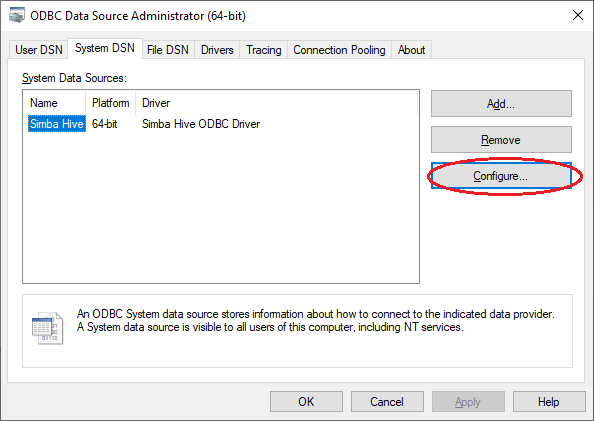 ODBC Data Source Administrator (64-bit)
User DSN System DSN File DSN Drivers Tracing Connection Pooling About
System Data Sources:
Name Platform Driver
Simba Hive 64-bit Simba Hive ODBC Driver
Add...
Remove
Configure...
An ODBC System data source stores information about how to connect to the indicated data provider.
A System data source is visible to all users of this computer, including NT services.
OK Cancel Apply Help